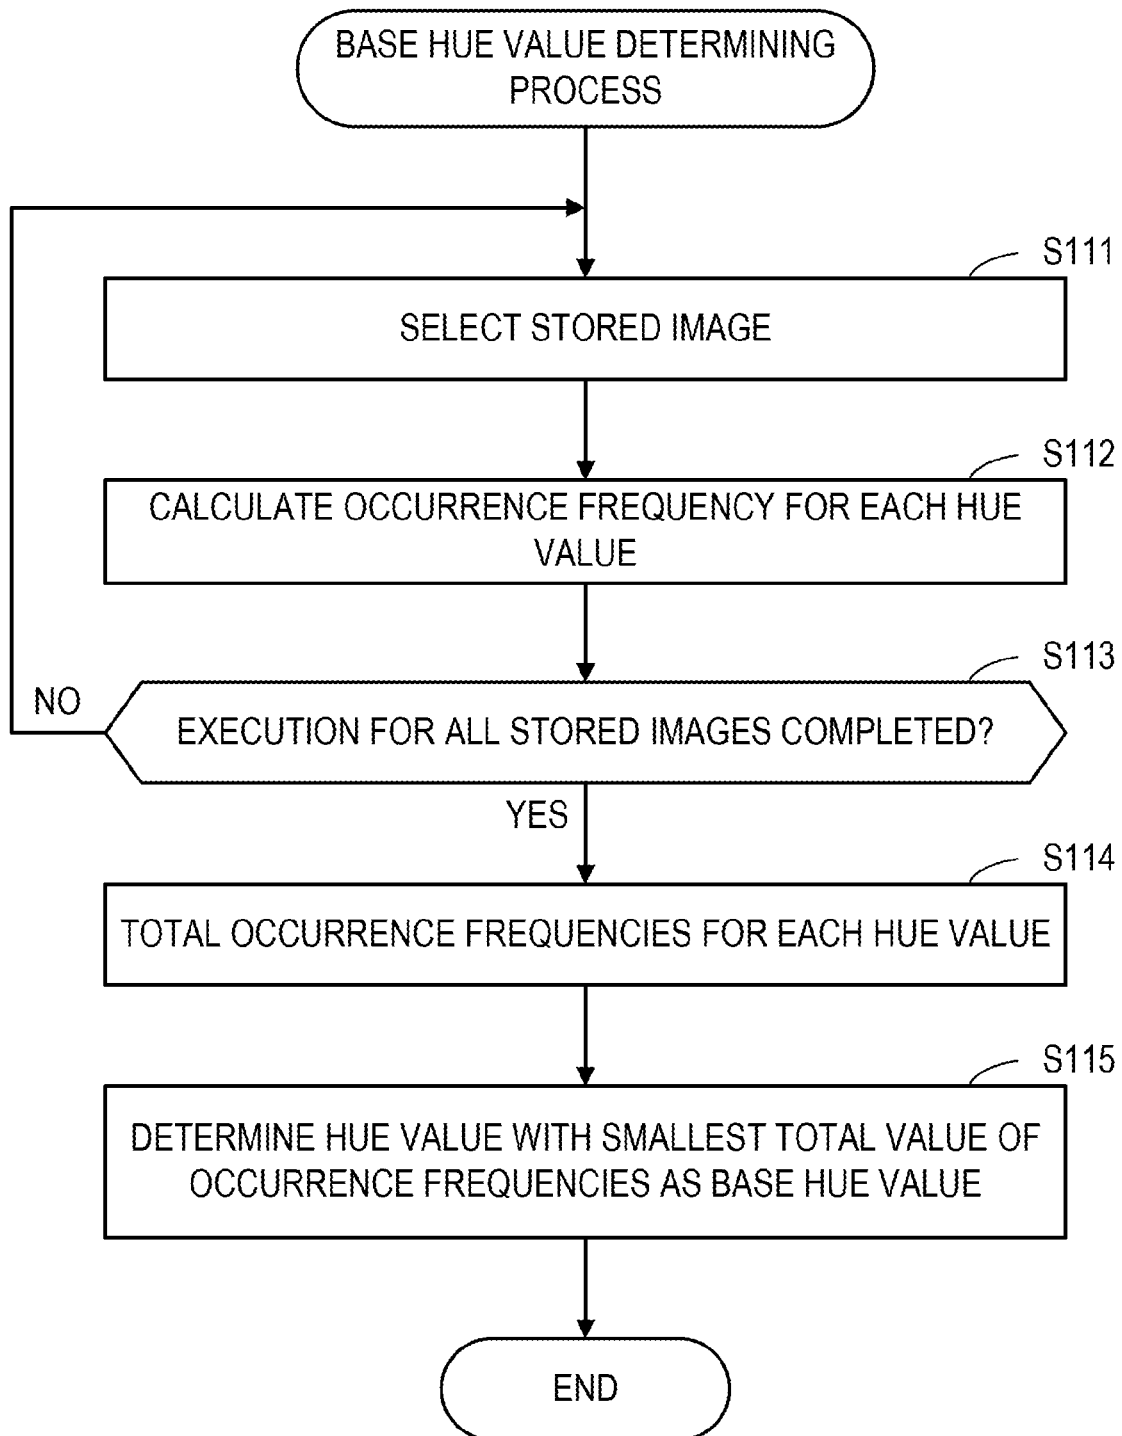 BASE HUE VALUE DETERMINING
PROCESS
S111
SELECT STORED IMAGE
S112
CALCULATE OCCURRENCE FREQUENCY FOR EACH HUE
VALUE
S113
NO
EXECUTION FOR ALL STORED IMAGES COMPLETED?
YES
S114
TOTAL OCCURRENCE FREQUENCIES FOR EACH HUE VALUE
S115
DETERMINE HUE VALUE WITH SMALLEST TOTAL VALUE OF
OCCURRENCE FREQUENCIES AS BASE HUE VALUE
END